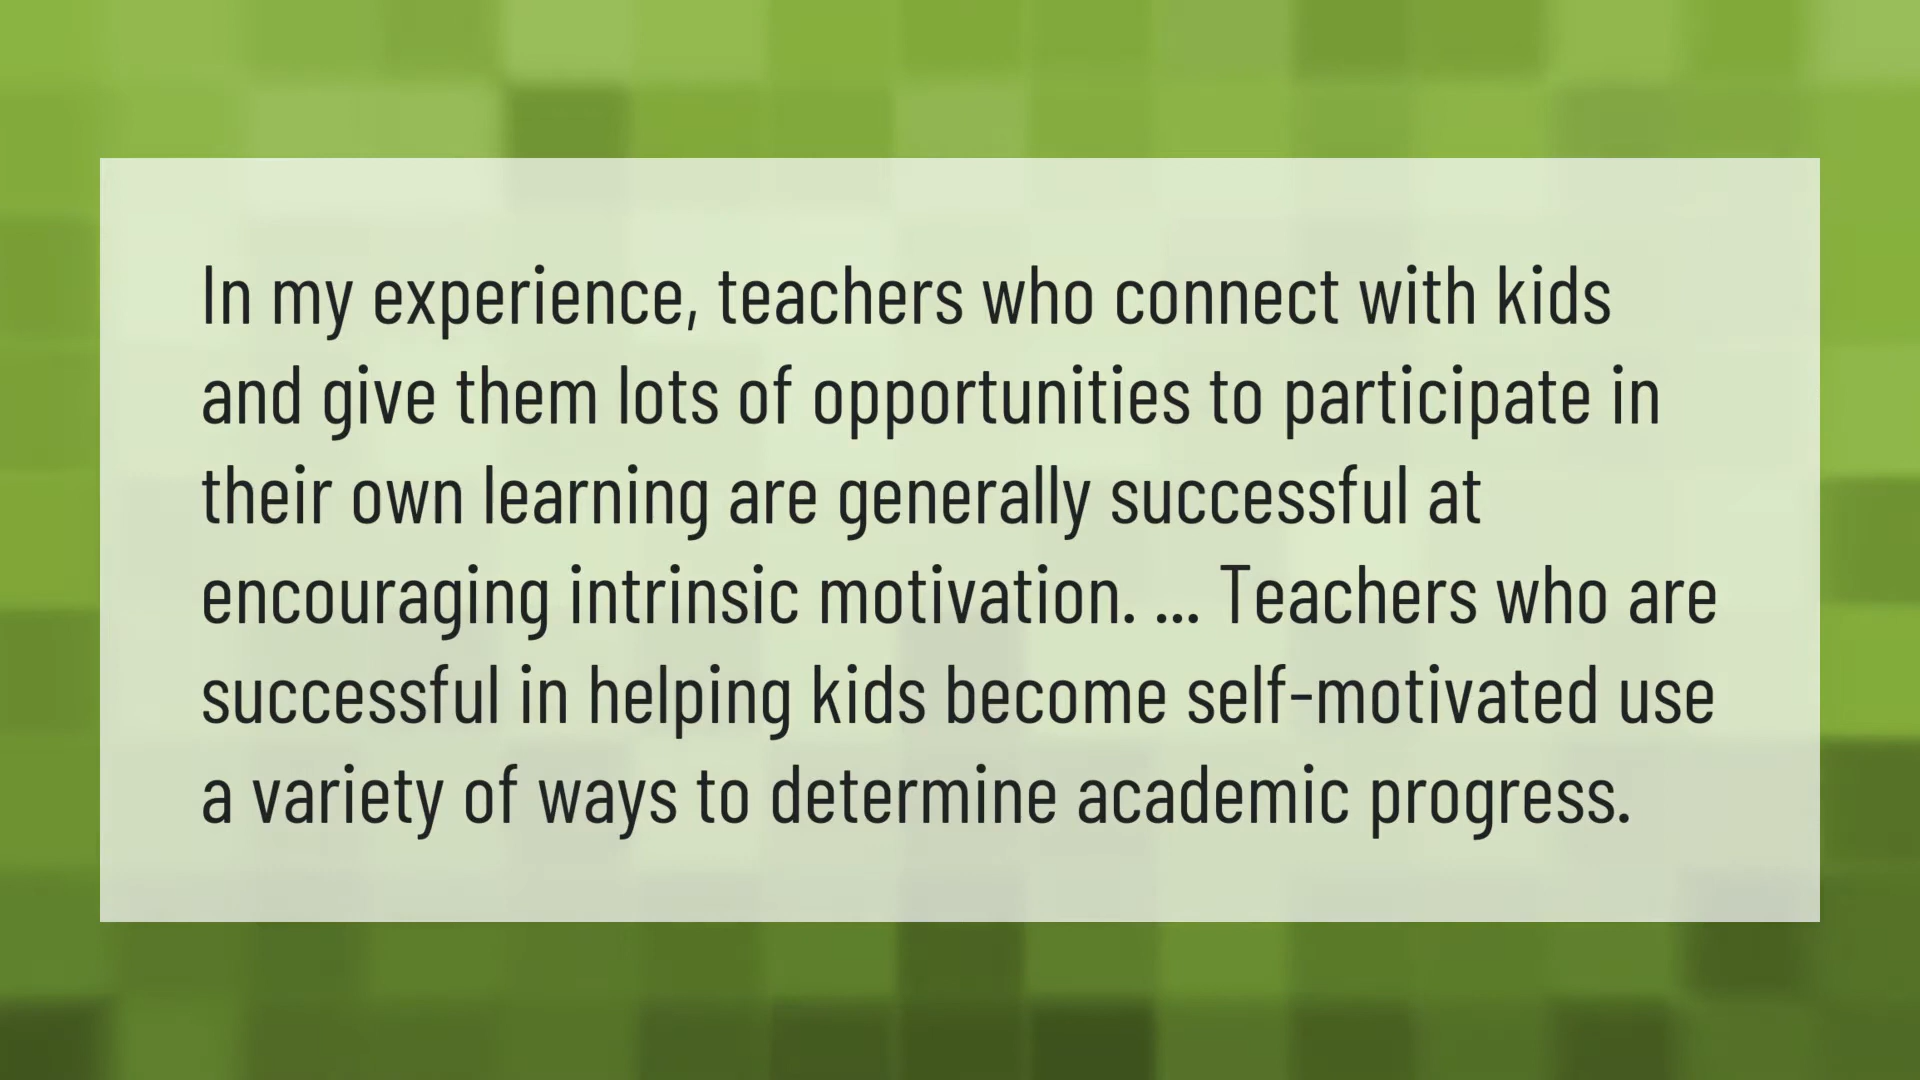 In my experience, teachers who connect with kids
and give them lots of opportunities to participate in
their own learning are generally successful at
encouraging intrinsic motivation. ... Teachers who are
successful in helping kids become self-motivated use
a variety of ways to determine academic progress.